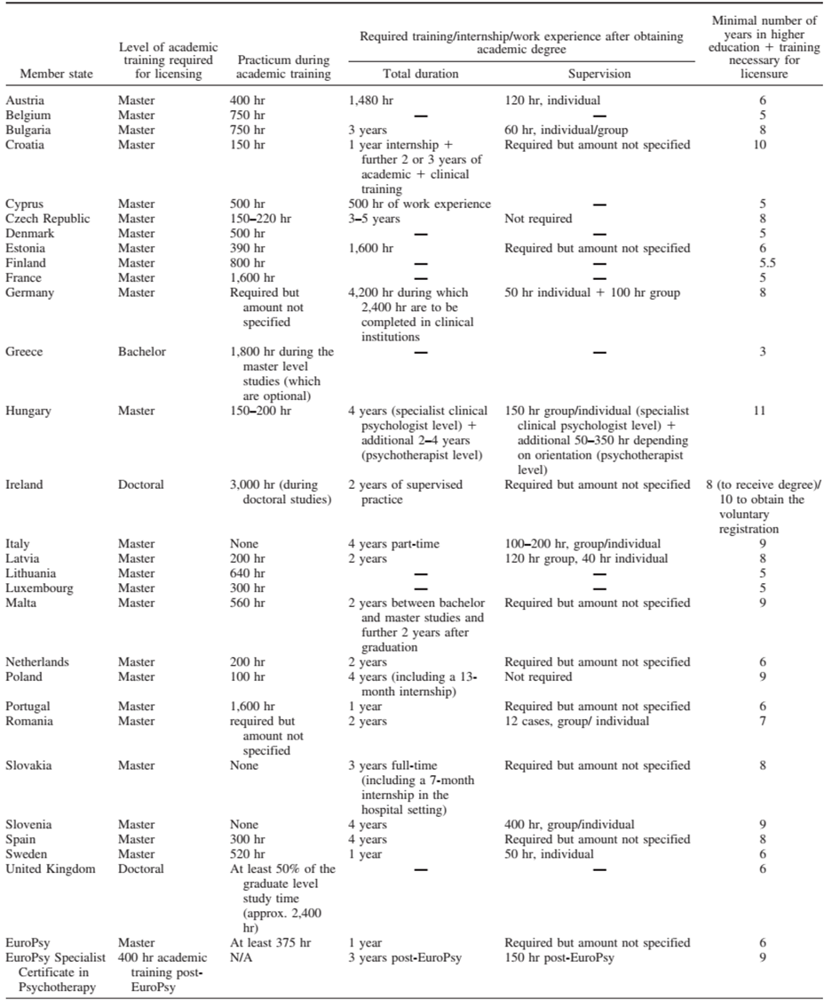 Member state
Level of academic
training required
for licensing
Practicum during
academic training
Required training/internship/work experience after obtaining
academic degree
Total duration
Supervision
Minimal number of
years in higher
education + training
necessary for
licensure
Austria Master 400 hr 1,480 hr 120 hr, individual 6
Belgium Master 750 hr — — 5
Bulgaria Master 750 hr 3 years 60 hr, individual/group 8
Croatia Master 150 hr 1 year internship + Required but amount not specified 10
further 2 or 3 years of
academic + clinical
training
Cyprus Master 500 hr 500 hr of work experience — 5
Czech Republic Master 150–220 hr 3–5 years Not required 8
Denmark Master 500 hr — — 5
Estonia Master 390 hr 1,600 hr Required but amount not specified 6
Finland Master 800 hr — — 5.5
France Master 1,600 hr — — 5
Germany Master Required but 4,200 hr during which 50 hr individual + 100 hr group 8
amount not 2,400 hr are to be
specified completed in clinical
institutions
Greece Bachelor 1,800 hr during the — — 3
master level
studies (which
are optional)
Hungary Master 150–200 hr 4 years (specialist clinical 150 hr group/individual (specialist 11
psychologist level) + clinical psychologist level) +
additional 2–4 years additional 50–350 hr depending
(psychotherapist level) on orientation (psychotherapist
level)
Ireland Doctoral 3,000 hr (during 2 years of supervised Required but amount not specified 8 (to receive degree)/
doctoral studies) practice 10 to obtain the
voluntary
registration
Italy Master None 4 years part-time 100–200 hr, group/individual 9
Latvia Master 200 hr 2 years 120 hr group, 40 hr individual 8
Lithuania Master 640 hr — — 5
Luxembourg Master 300 hr — — 5
Malta Master 560 hr 2 years between bachelor Required but amount not specified 9
and master studies and
further 2 years after
graduation
Netherlands Master 200 hr 2 years Required but amount not specified 6
Poland Master 100 hr 4 years (including a 13- Not required 9
month internship)
Portugal Master 1,600 hr 1 year Required but amount not specified 6
Romania Master required but 2 years 12 cases, group/ individual 7
amount not
specified
Slovakia Master None 3 years full-time Required but amount not specified 8
(including a 7-month
internship in the
hospital setting)
Slovenia Master None 4 years 400 hr, group/individual 9
Spain Master 300 hr 4 years Required but amount not specified 8
Sweden Master 520 hr 1 year 50 hr, individual 6
United Kingdom Doctoral At least 50% of the — — 6
graduate level
study time
(approx. 2,400
hr)
EuroPsy Master At least 375 hr 1 year Required but amount not specified 6
EuroPsy Specialist 400 hr academic N/A 3 years post-EuroPsy 150 hr post-EuroPsy 9
Certificate in training post-
Psychotherapy EuroPsy